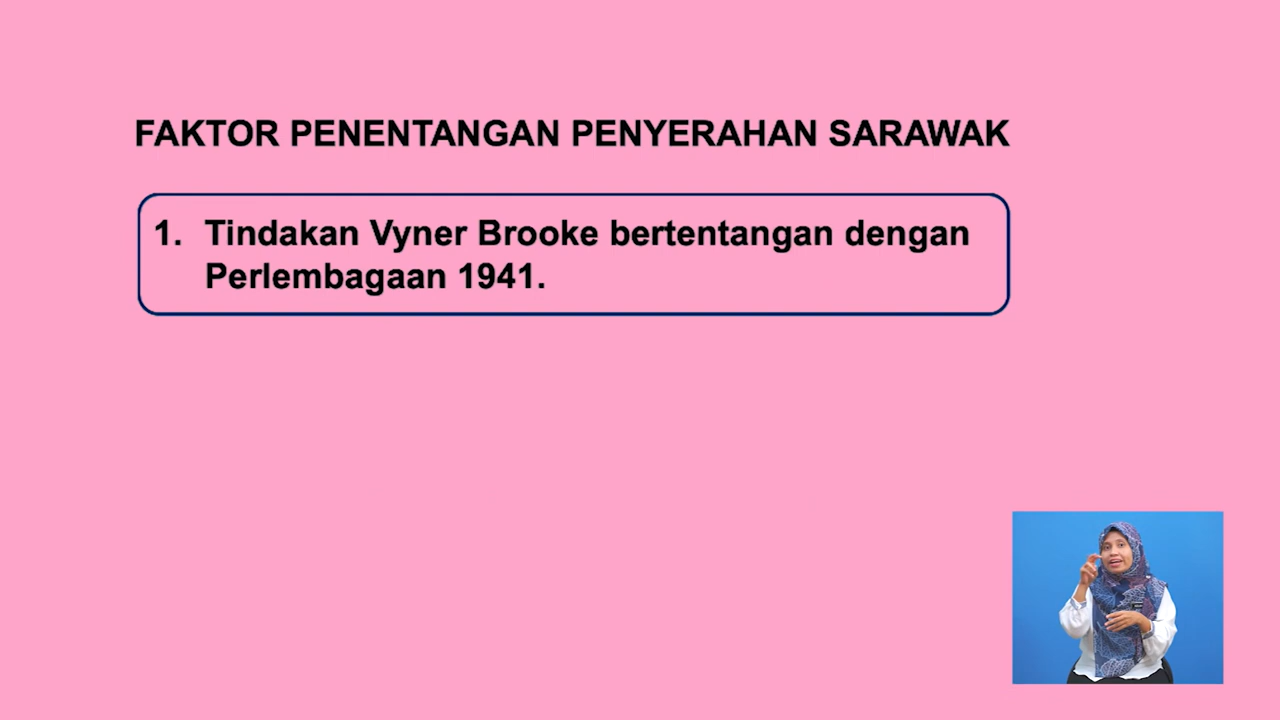 FAKTOR PENENTANGAN PENYERAHAN SARAWAK
1. Tindakan Vyner Brooke bertentangan dengan
Perlembagaan 1941.